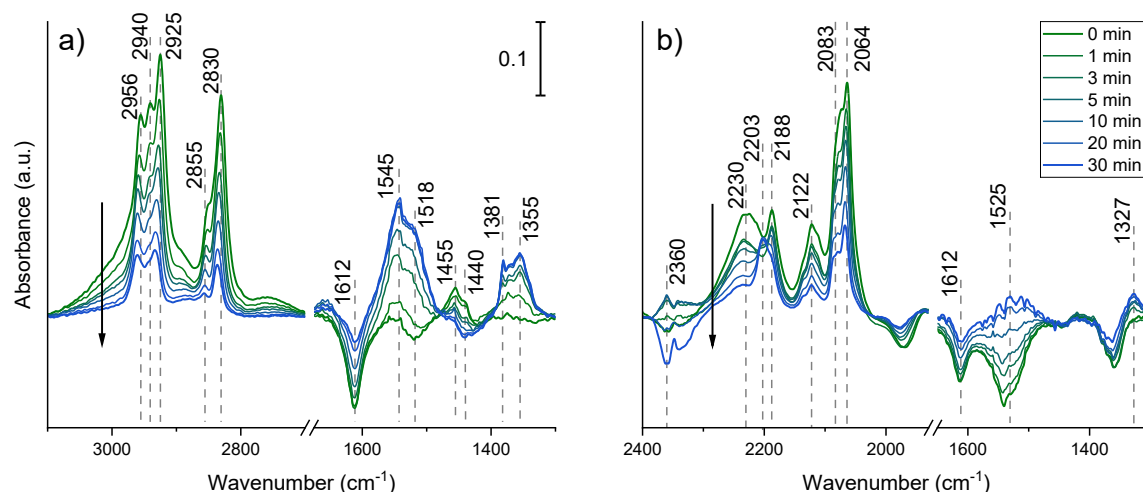 a)
2956
2940
2925
2855
2830
1612
1545
1518
1455
1440
1381
1355
0.1
Absorbance (a.u.)
3000
2800
1600
1400
Wavenumber (cm-1)
b)
2360
2230
2203
2188
2122
2083
2064
1612
1525
1327
0 min
1 min
3 min
5 min
10 min
20 min
30 min
2400
2200
2000
1600
1400
Wavenumber (cm-1)